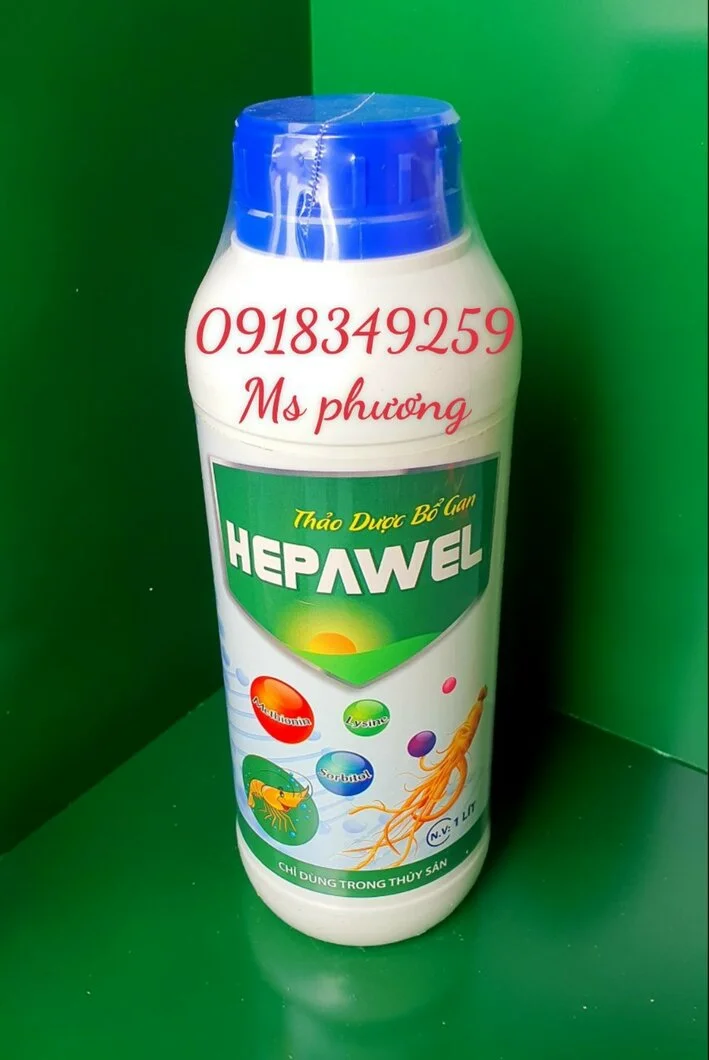 0918349259
Ms phương
Thảo Dược Bổ Gan
HEPAWEL
Methionin
Lysine
Sorbitol
N.V: 1 LÍT
CHỈ DÙNG TRONG THỦY SẢN